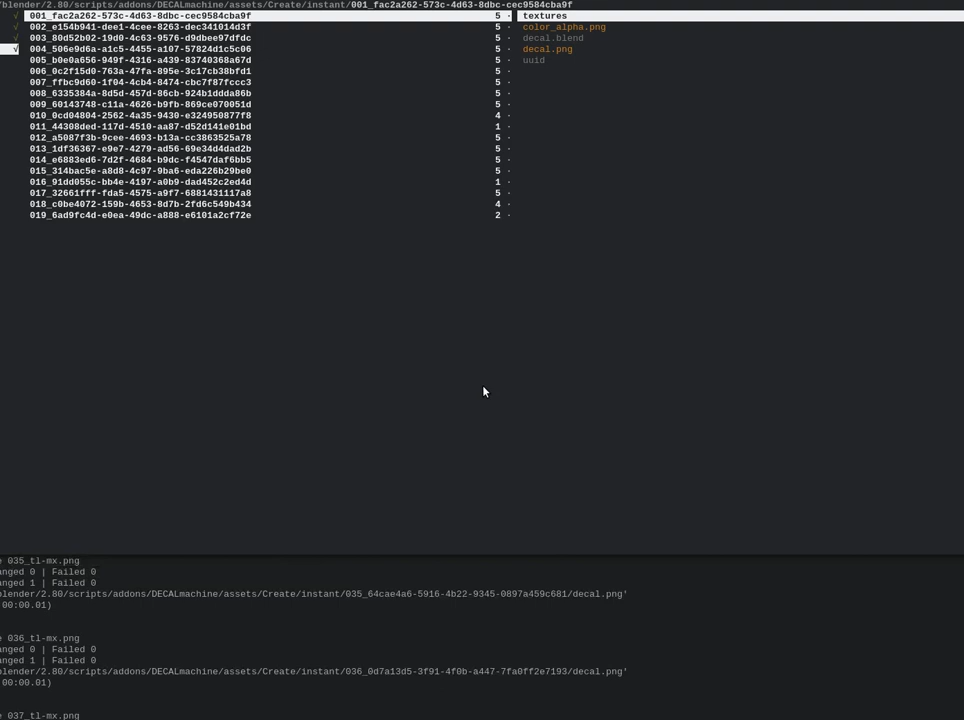 /blender/2.80/scripts/addons/DECALmachine/assets/Create/instant/001_fac2a262-573c-4d63-8dbc-cec9584cba9f
√ 001_fac2a262-573c-4d63-8dbc-cec9584cba9f 5 · textures
√ 002_e154b941-dee1-4cee-8263-dec341014d3f 5 · color_alpha.png
√ 003_80d52b02-19d0-4c63-9576-d9dbee97dfdc 5 · decal.blend
√ 004_506e9d6a-a1c5-4455-a107-57824d1c5c06 5 · decal.png
005_b0e0a656-949f-4316-a439-83740368a67d 5 · uuid
006_0c2f15d0-763a-47fa-895e-3c17cb38bfd1 5 ·
007_ffbc9d60-1f04-4cb4-8474-cbc7f87fccc3 5 ·
008_6335384a-8d5d-457d-86cb-924b1ddda86b 5 ·
009_60143748-c11a-4626-b9fb-869ce070051d 5 ·
010_0cd04804-2562-4a35-9430-e324950877f8 4 ·
011_44308ded-117d-4510-aa87-d52d141e01bd 1 ·
012_a5087f3b-9cee-4693-b13a-cc3863525a78 5 ·
013_1df36367-e9e7-4279-ad56-69e34d4dad2b 5 ·
014_e6883ed6-7d2f-4684-b9dc-f4547daf6bb5 5 ·
015_314bac5e-a8d8-4c97-9ba6-eda226b29be0 5 ·
016_91dd055c-bb4e-4197-a0b9-dad452c2ed4d 1 ·
017_32661fff-fda5-4575-a9f7-6881431117a8 5 ·
018_c0be4072-159b-4653-8d7b-2fd6c549b434 4 ·
019_6ad9fc4d-e0ea-49dc-a888-e6101a2cf72e 2 ·
e 035_tl-mx.png
anged 0 | Failed 0
anged 1 | Failed 0
blender/2.80/scripts/addons/DECALmachine/assets/Create/instant/035_64cae4a6-5916-4b22-9345-0897a459c681/decal.png'
00:00.01)
e 036_tl-mx.png
anged 0 | Failed 0
anged 1 | Failed 0
blender/2.80/scripts/addons/DECALmachine/assets/Create/instant/036_0d7a13d5-3f91-4f0b-a447-7fa0ff2e7193/decal.png'
00:00.01)
e 037_tl-mx.png